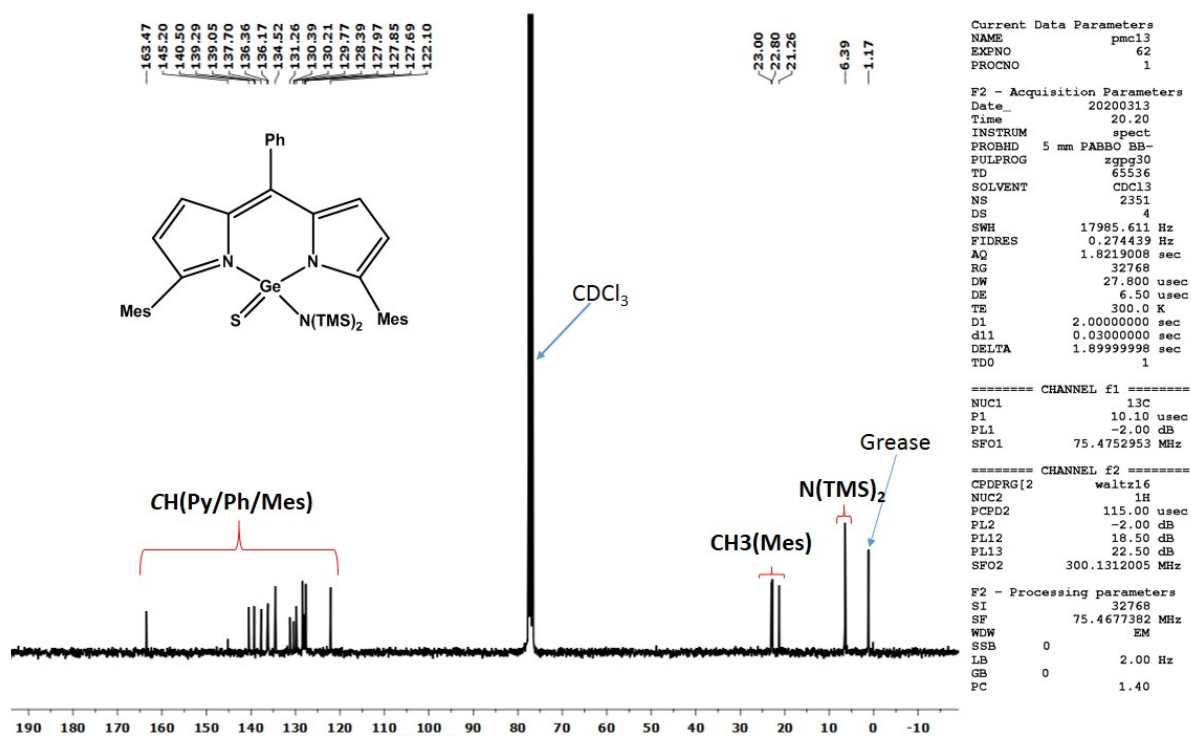 163.47
145.20
140.50
139.29
139.05
137.70
136.36
136.17
134.52
131.26
130.39
130.21
129.77
128.39
127.97
127.85
127.69
122.10
23.00
22.80
21.26
6.39
1.17
Ph
N
N
Ge
S
N(TMS)2
Mes
Mes
CDCl3
Grease
CH(Py/Ph/Mes)
CH3(Mes)
N(TMS)2
190 180 170 160 150 140 130 120 110 100 90 80 70 60 50 40 30 20 10 0 -10
Current Data Parameters
NAME pmc13
EXPNO 62
PROCNO 1
F2 - Acquisition Parameters
Date_ 20200313
Time 20.20
INSTRUM spect
PROBHD 5 mm PABBO BB-
PULPROG zgpg30
TD 65536
SOLVENT CDCl3
NS 2351
DS 4
SWH 17985.611 Hz
FIDRES 0.274439 Hz
AQ 1.8219008 sec
RG 32768
DW 27.800 usec
DE 6.50 usec
TE 300.0 K
D1 2.00000000 sec
d11 0.03000000 sec
DELTA 1.89999998 sec
TD0 1
======== CHANNEL f1 ========
NUC1 13C
P1 10.10 usec
PL1 -2.00 dB
SFO1 75.4752953 MHz
======== CHANNEL f2 ========
CPDPRG[2 waltz16
NUC2 1H
PCPD2 115.00 usec
PL2 -2.00 dB
PL12 18.50 dB
PL13 22.50 dB
SFO2 300.1312005 MHz
F2 - Processing parameters
SI 32768
SF 75.4677382 MHz
WDW EM
SSB 0
LB 2.00 Hz
GB 0
PC 1.40